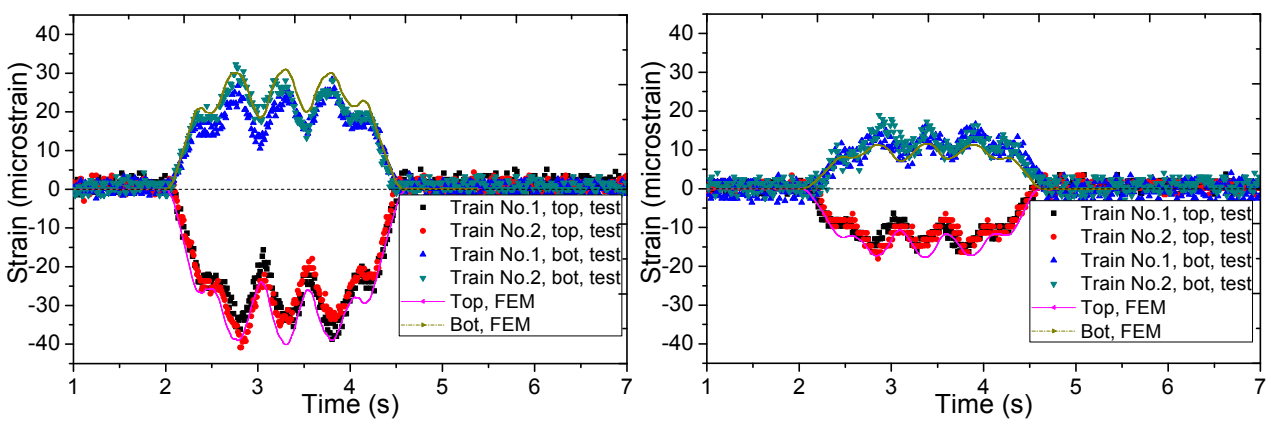 Strain (microstrain)
40
30
20
10
0
-10
-20
-30
-40
Train No.1, top, test
Train No.2, top, test
Train No.1, bot, test
Train No.2, bot, test
Top, FEM
Bot, FEM
1 2 3 4 5 6 7
Time (s)
Strain (microstrain)
40
30
20
10
0
-10
-20
-30
-40
Train No.1, top, test
Train No.2, top, test
Train No.1, bot, test
Train No.2, bot, test
Top, FEM
Bot, FEM
1 2 3 4 5 6 7
Time (s)